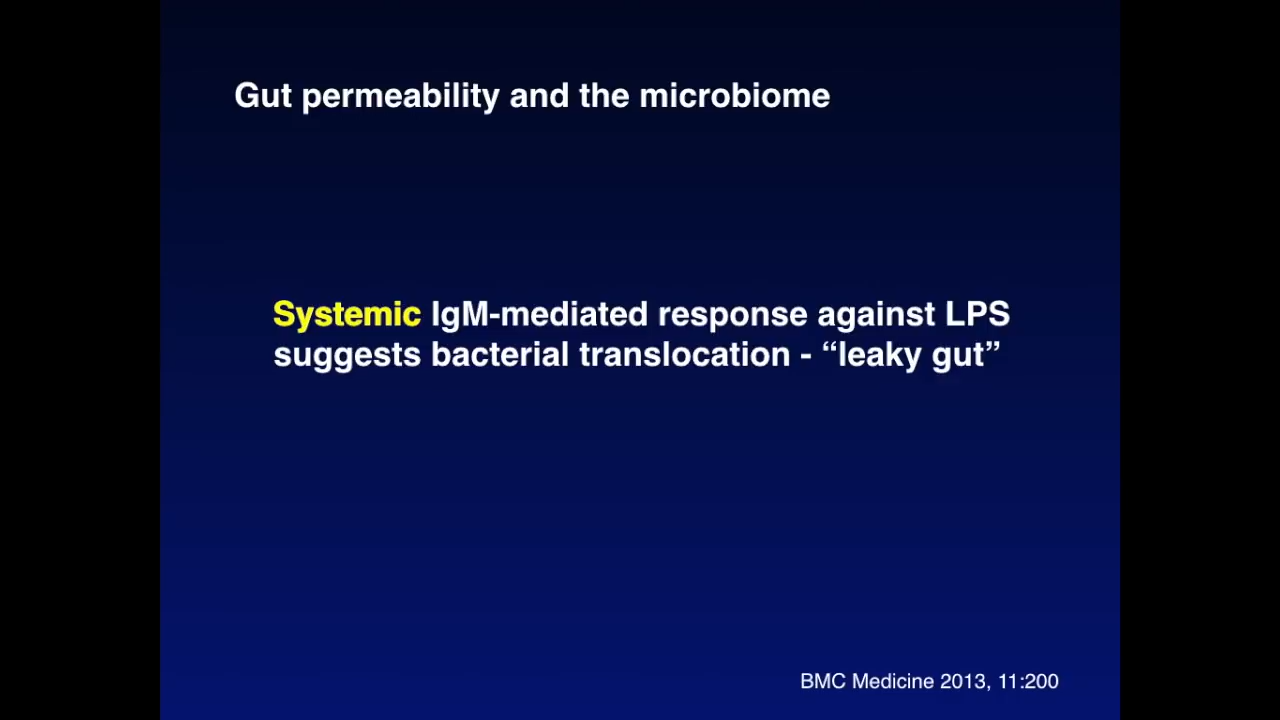 Gut permeability and the microbiome
Systemic IgM-mediated response against LPS
suggests bacterial translocation - “leaky gut”
BMC Medicine 2013, 11:200